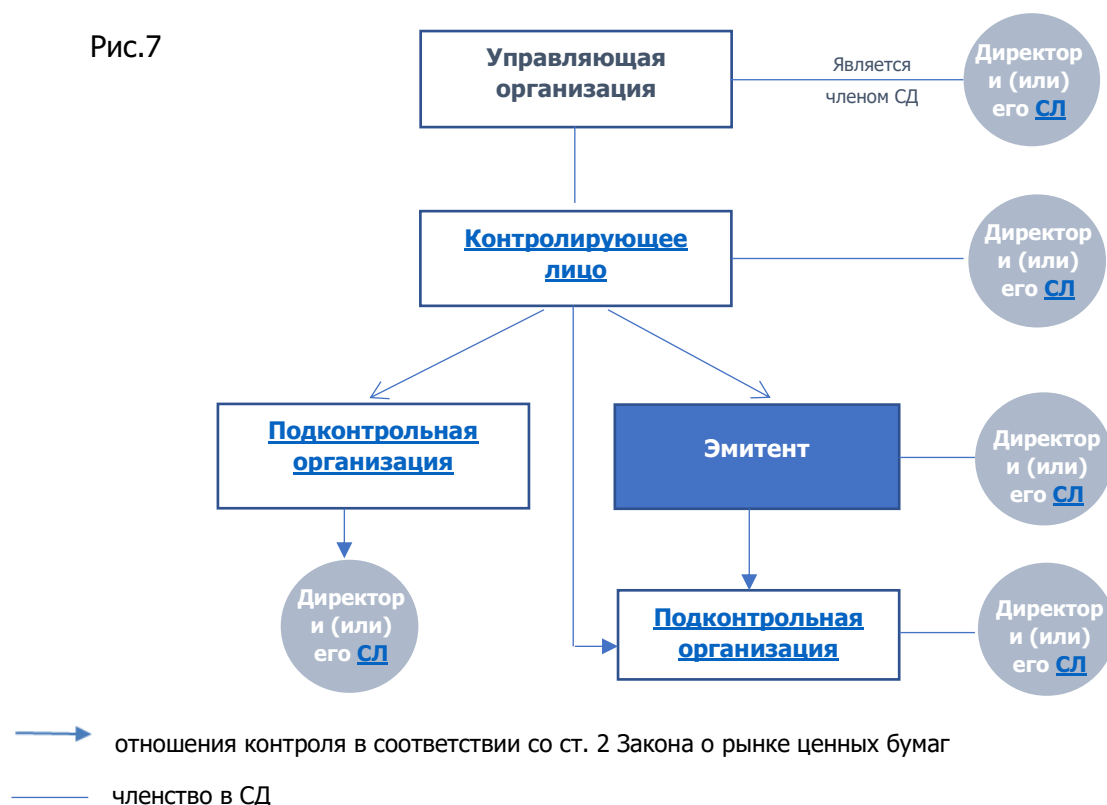 Рис.7
Управляющая
организация
Является
членом СД
Директор
и (или)
его СЛ
Контролирующее
лицо
Директор
и (или)
его СЛ
Подконтрольная
организация
Эмитент
Директор
и (или)
его СЛ
Директор
и (или)
его СЛ
Подконтрольная
организация
Директор
и (или)
его СЛ
отношения контроля в соответствии со ст. 2 Закона о рынке ценных бумаг
членство в СД